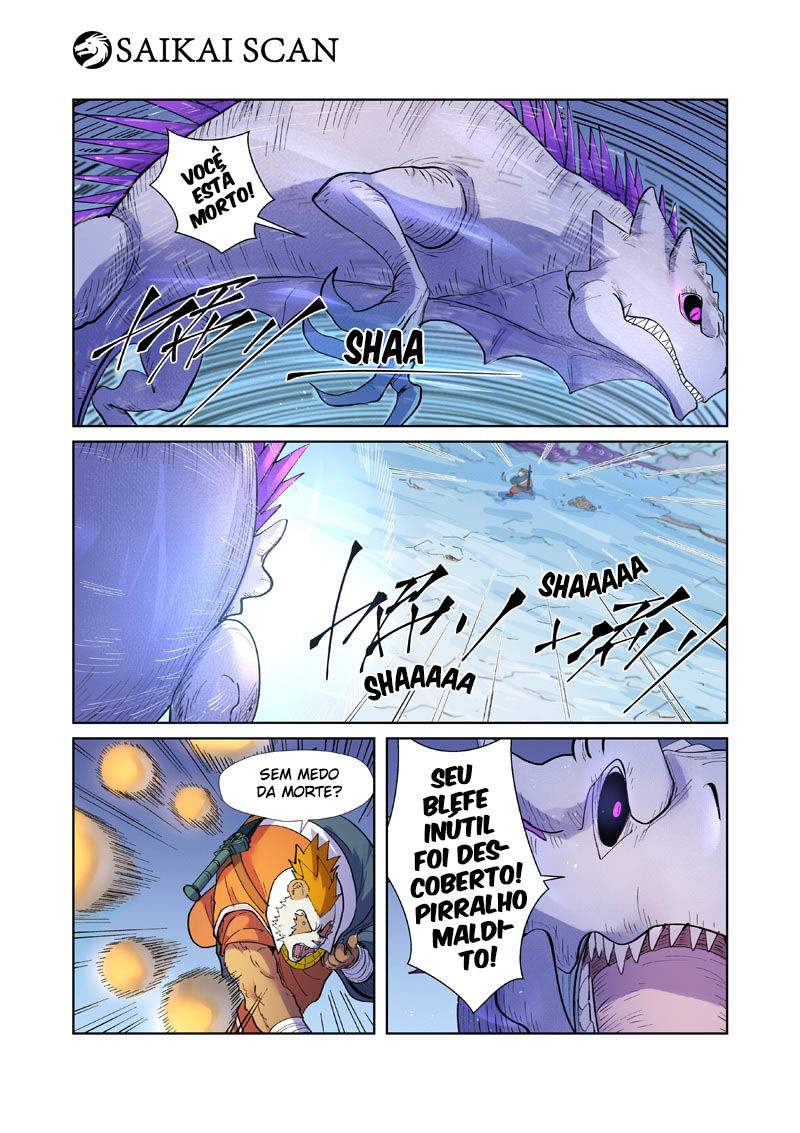 SAIKAI SCAN
VOCÊ
ESTÁ
MORTO!
SHAA
SHAAAAA
SHAAAAA
SEM MEDO
DA MORTE?
SEU
BLEFE
INÚTIL
FOI DES-
COBERTO!
PIRRALHO
MALDI-
TO!